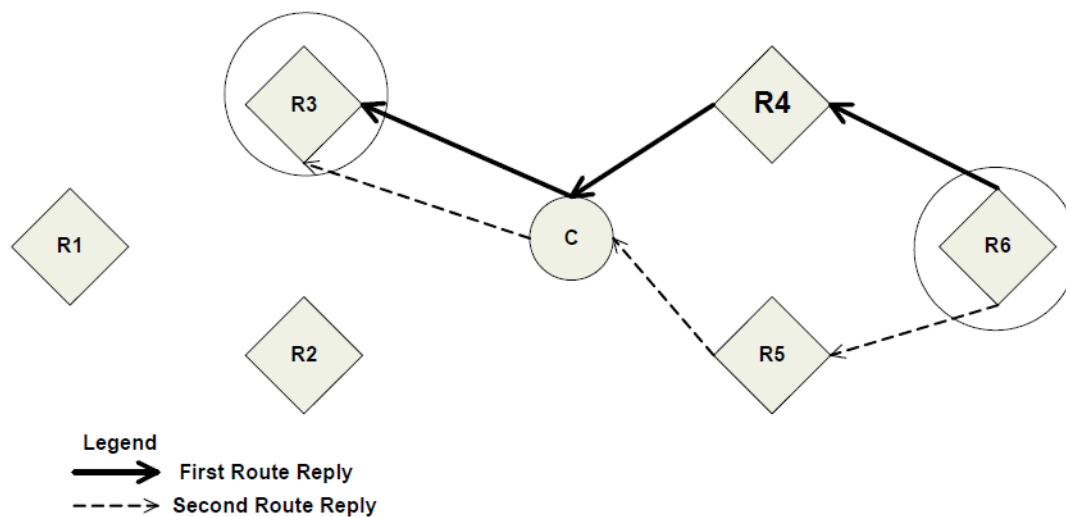 R3
R4
R1
C
R6
R2
R5
Legend
First Route Reply
Second Route Reply